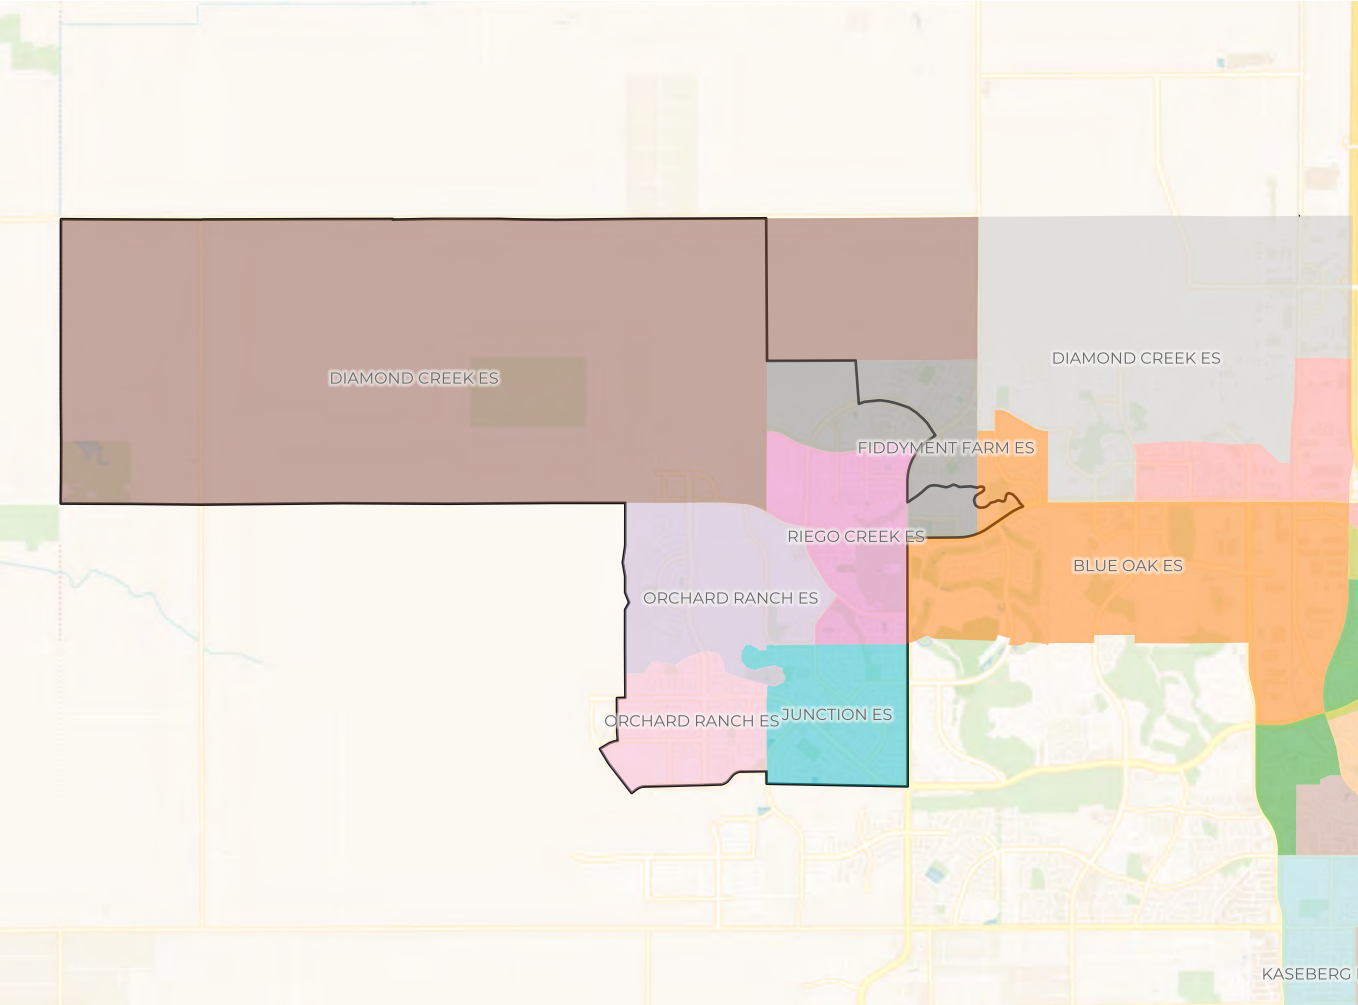 DIAMOND CREEK ES
DIAMOND CREEK ES
FIDDYMENT FARM ES
RIEGO CREEK ES
BLUE OAK ES
ORCHARD RANCH ES
JUNCTION ES
ORCHARD RANCH ES
KASEBERG